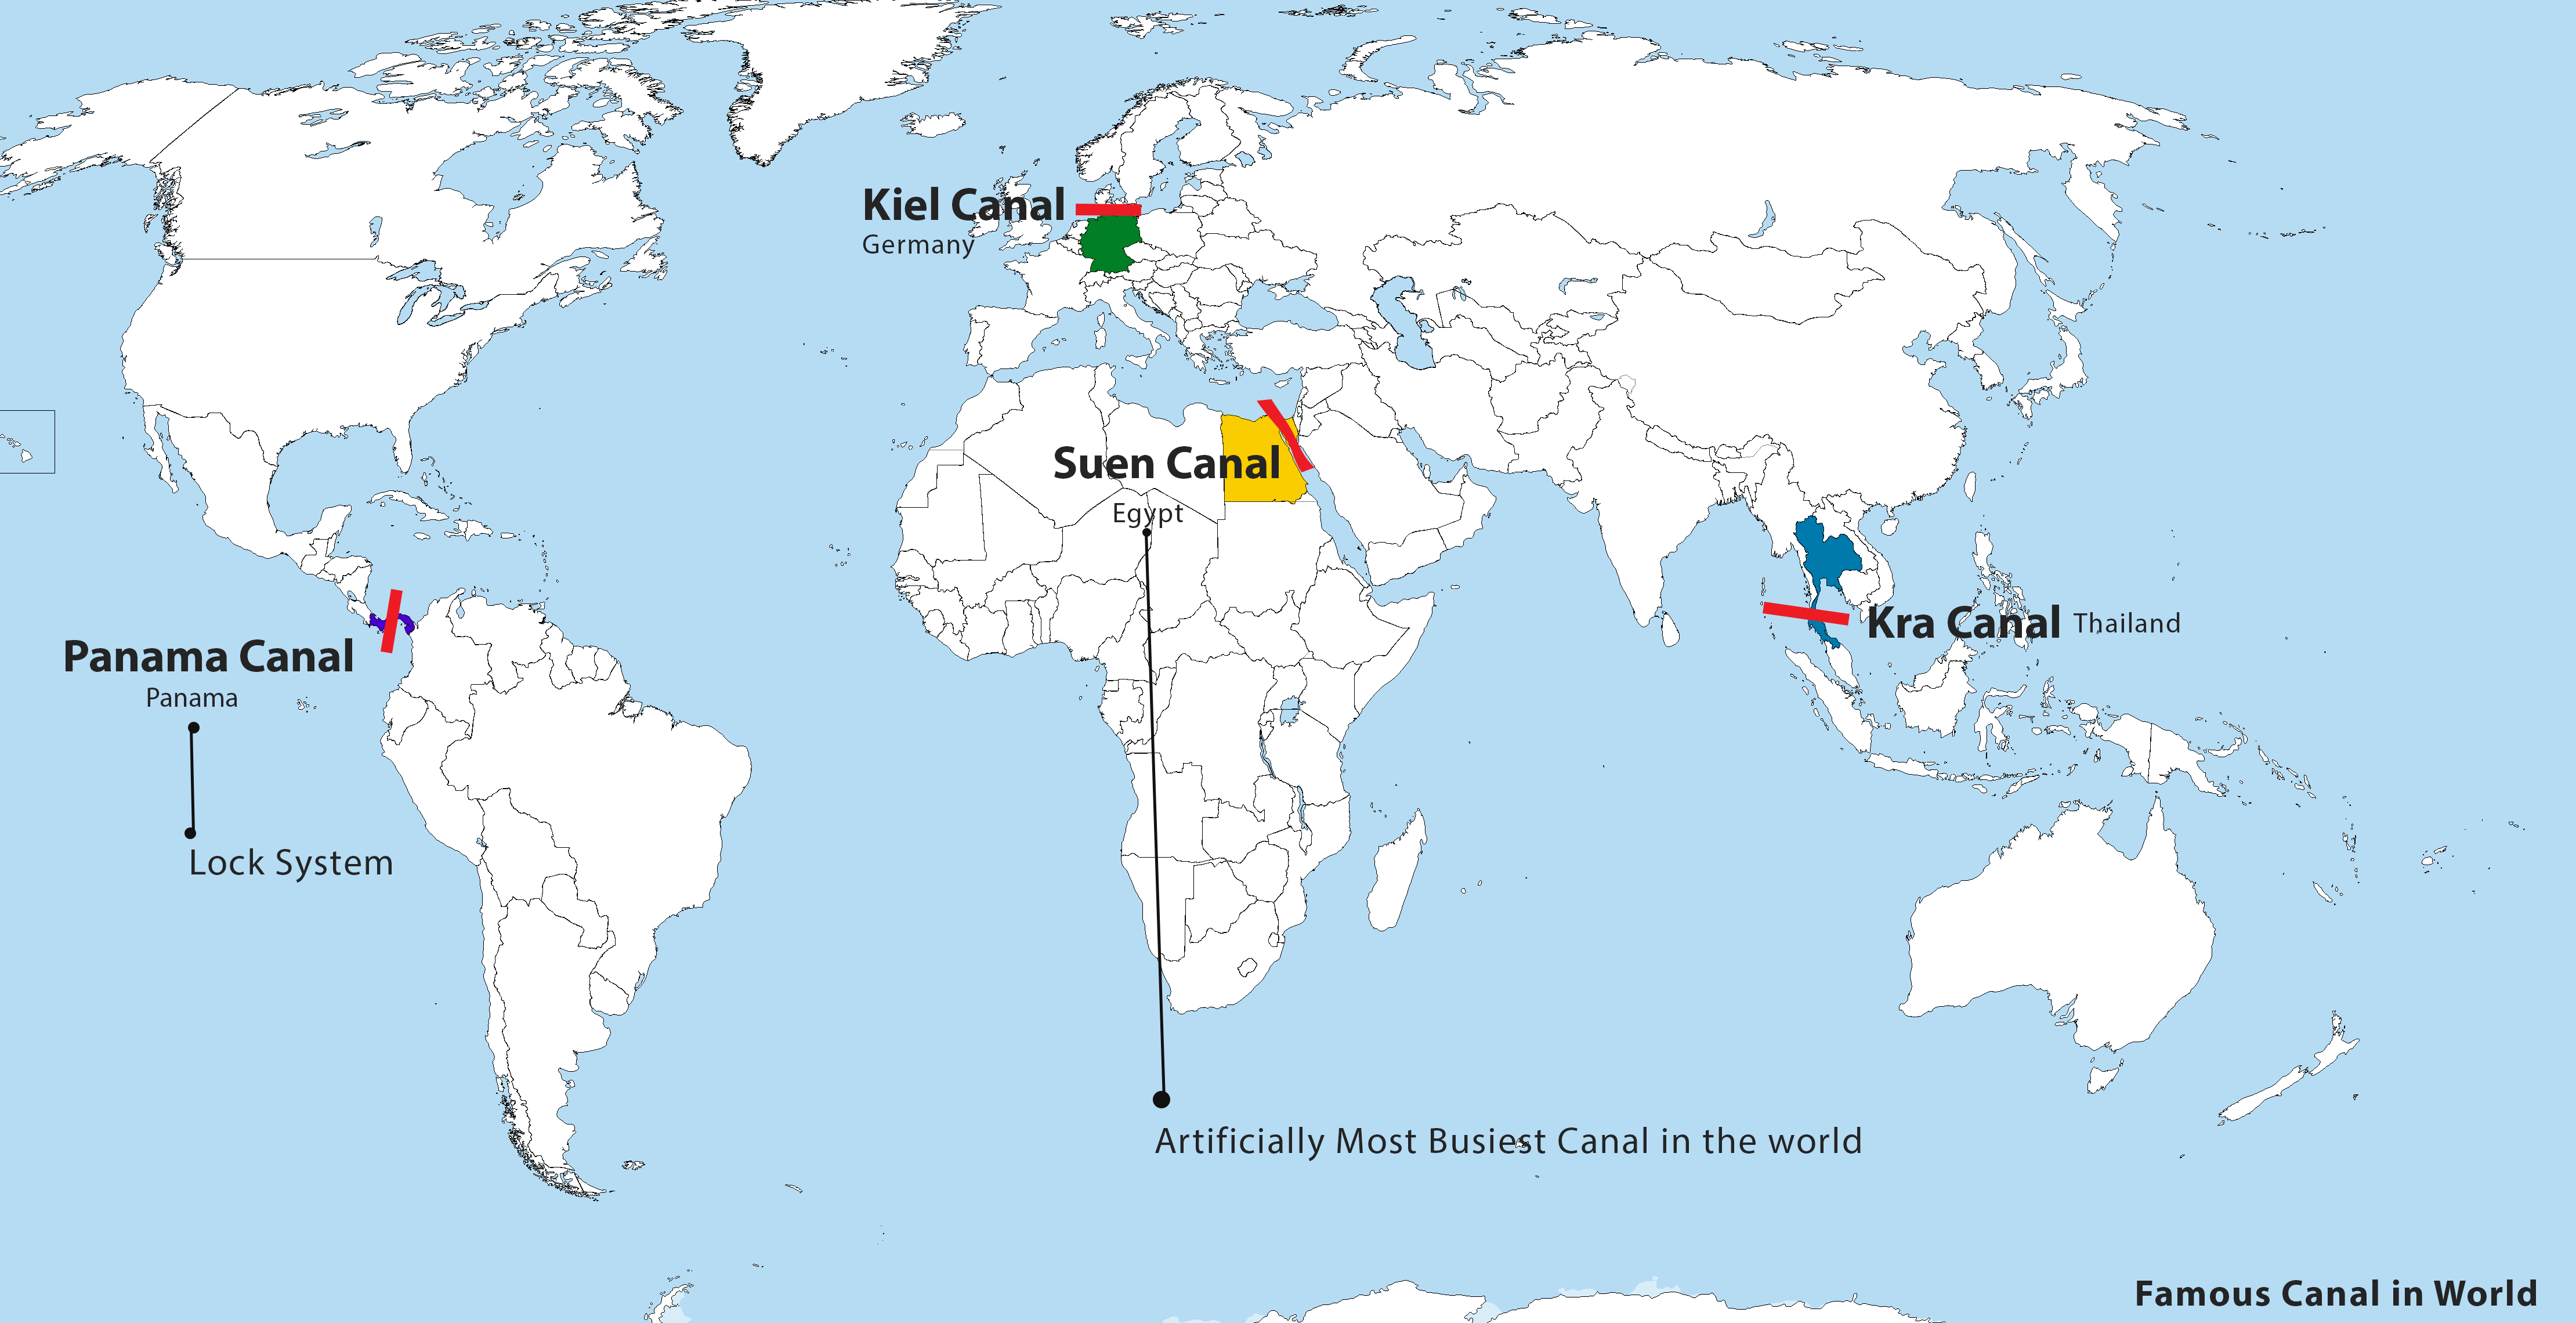 Kiel Canal
Germany
Suen Canal
Egypt
Panama Canal
Panama
Lock System
Kra Canal Thailand
Artificially Most Busiest Canal in the world
Famous Canal in World